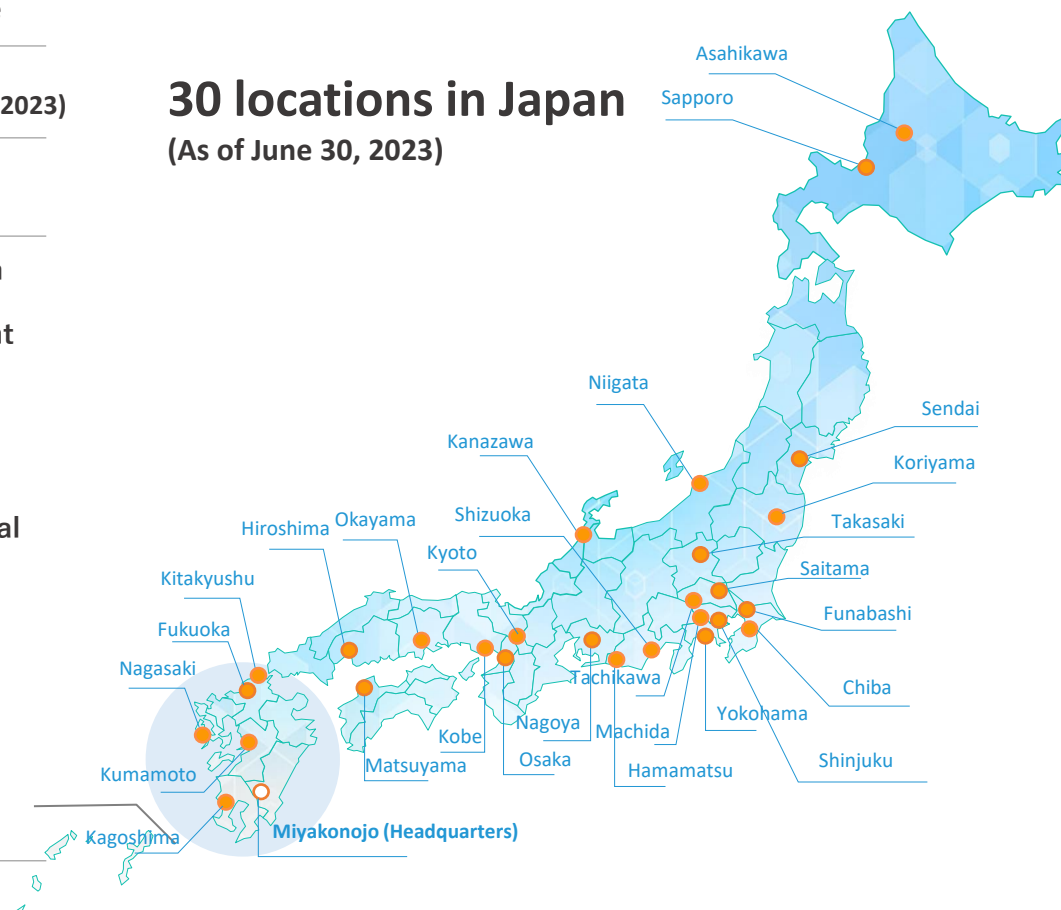 2023)
al
30 locations in Japan
(As of June 30, 2023)
Asahikawa
Sapporo
Niigata
Sendai
Kanazawa
Koriyama
Shizuoka
Okayama
Hiroshima
Takasaki
Kyoto
Saitama
Kitakyushu
Funabashi
Fukuoka
Nagasaki
Tachikawa
Chiba
Yokohama
Nagoya
Machida
Kobe
Osaka
Shinjuku
Matsuyama
Hamamatsu
Kumamoto
Miyakonojo (Headquarters)
Kagoshima